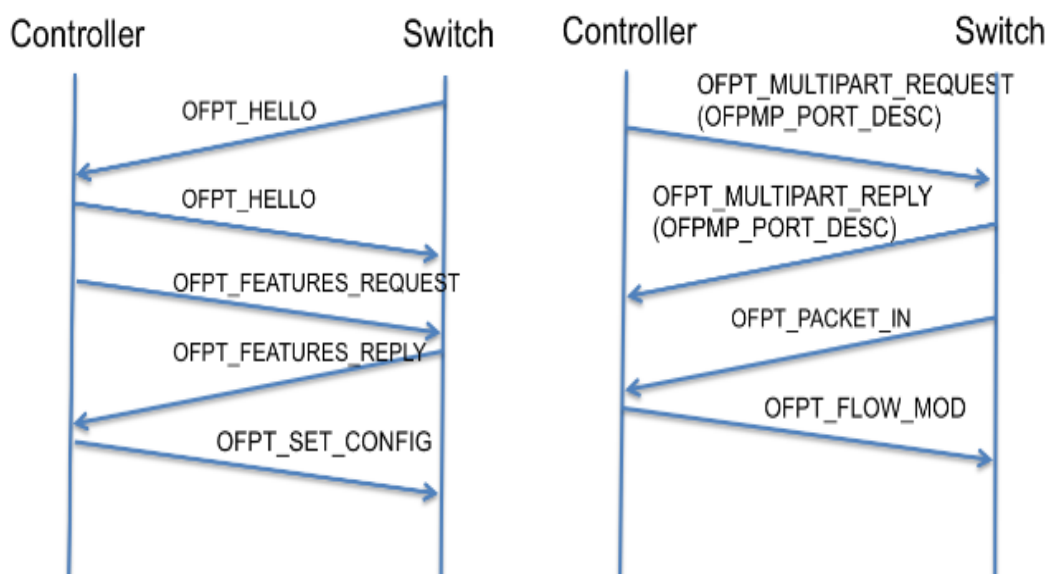 Controller
Switch
OFPT_HELLO
OFPT_HELLO
OFPT_FEATURES_REQUEST
OFPT_FEATURES_REPLY
OFPT_SET_CONFIG
Controller
Switch
OFPT_MULTIPART_REQUEST
(OFPMP_PORT_DESC)
OFPT_MULTIPART_REPLY
(OFPMP_PORT_DESC)
OFPT_PACKET_IN
OFPT_FLOW_MOD